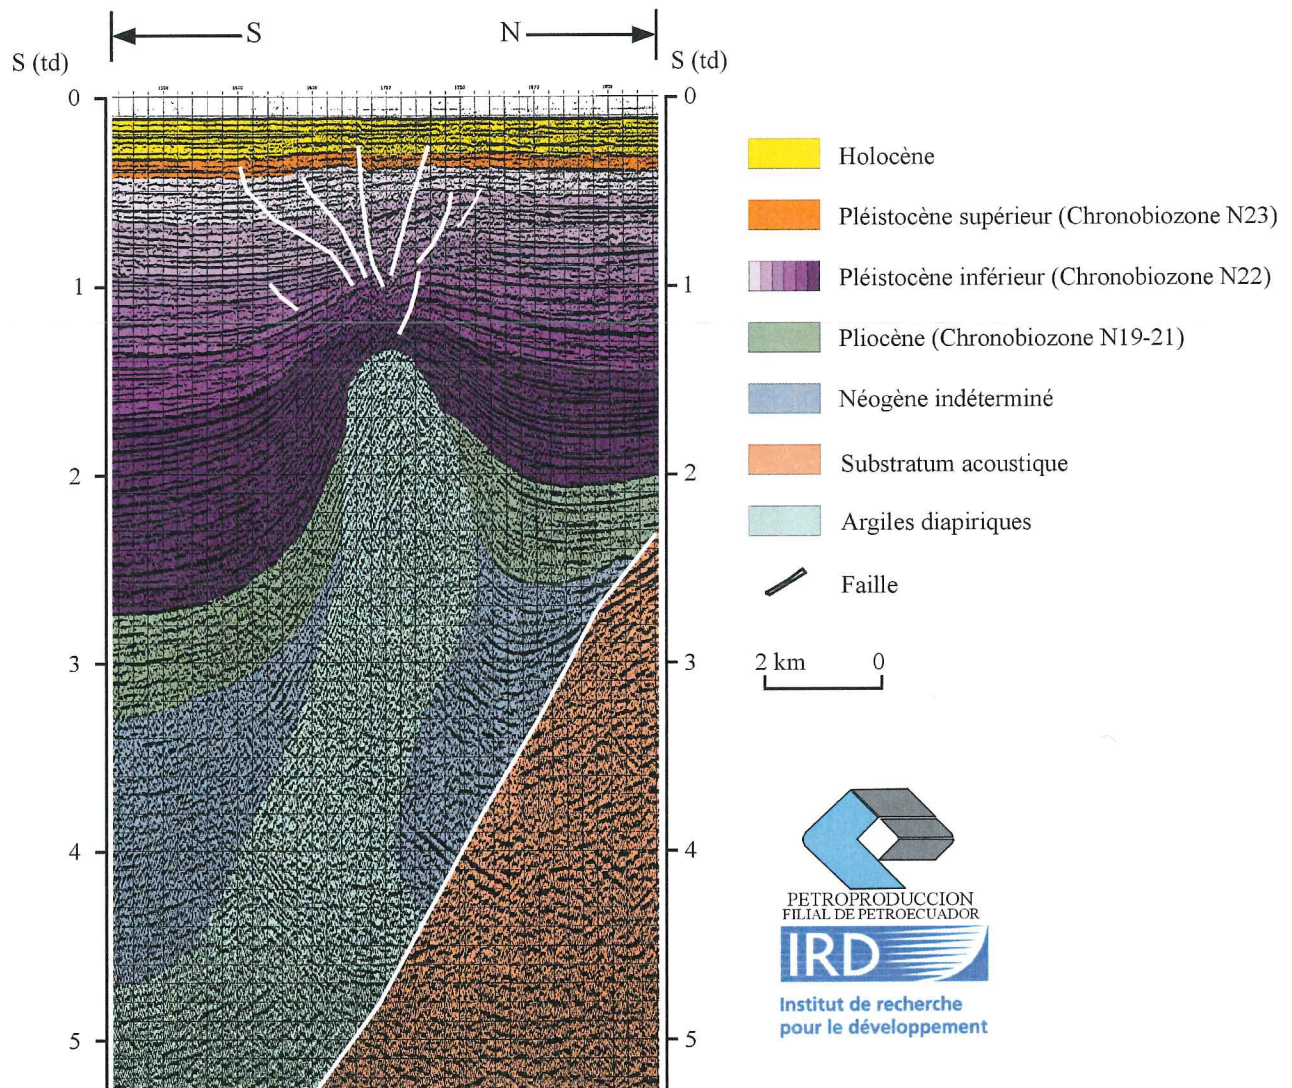 S
N
S (td)
S (td)
0
0
1
1
2
2
3
3
4
4
5
5
Holocène
Pléistocène supérieur (Chronobiozone N23)
Pléistocène inférieur (Chronobiozone N22)
Pliocène (Chronobiozone N19-21)
Néogène indéterminé
Substratum acoustique
Argiles diapiriques
Faille
2 km 0
PETROPRODUCCION
FILIAL DE PETROECUADOR
IRD
Institut de recherche
pour le développement